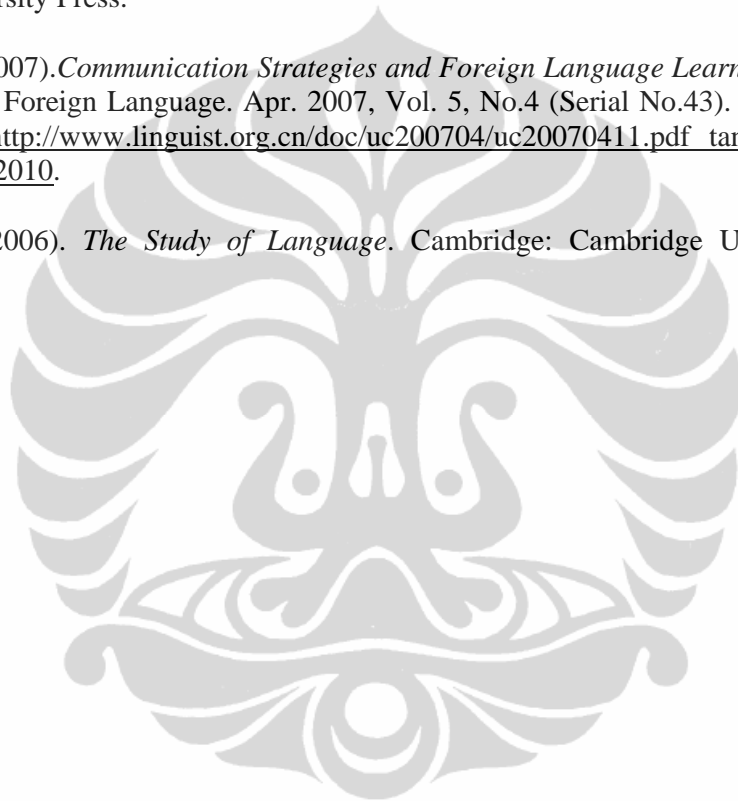 rsity Press.
007).Communication Strategies and Foreign Language Learn
Foreign Language. Apr. 2007, Vol. 5, No.4 (Serial No.43).
http://www.linguist.org.cn/doc/uc200704/uc20070411.pdf tan
2010.
2006). The Study of Language. Cambridge: Cambridge U